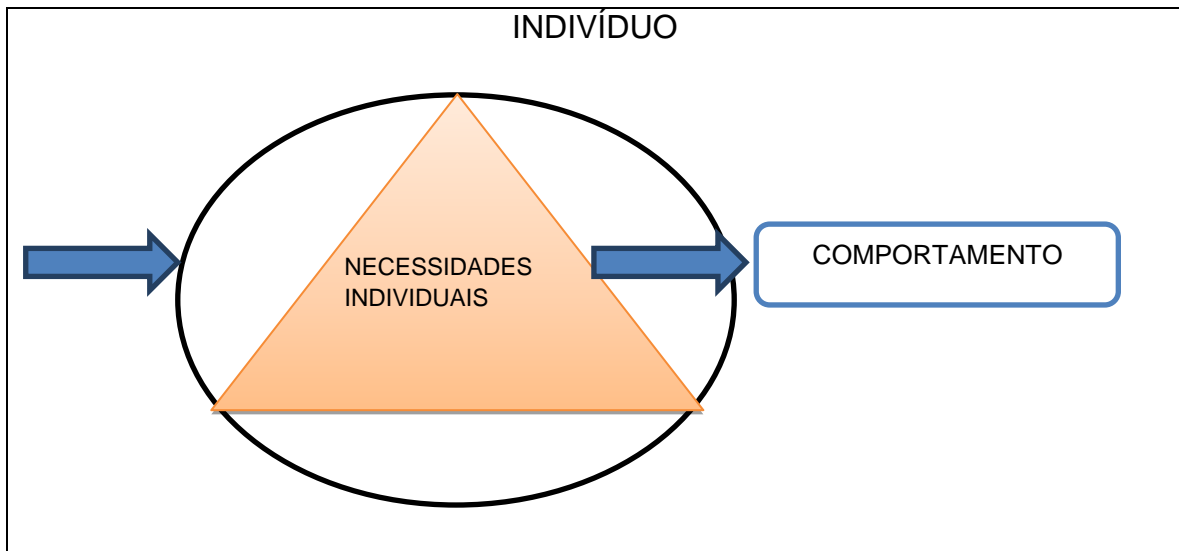 INDIVÍDUO
NECESSIDADES
INDIVIDUAIS
COMPORTAMENTO